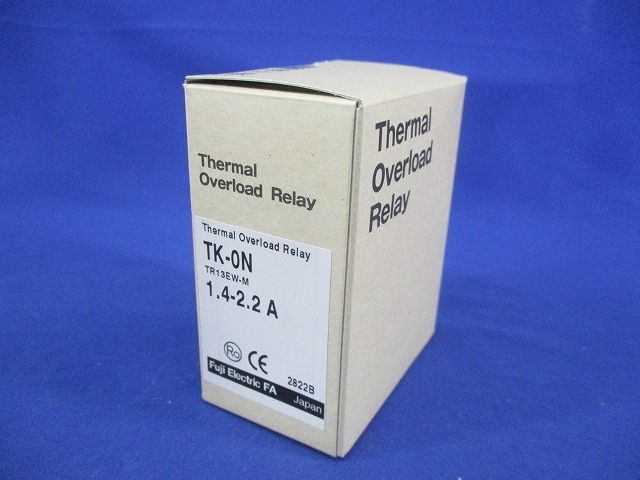 Thermal
Overload Relay
Thermal Overload Relay
TK-0N
TR13EW-M
1.4-2.2 A
Ro CE
2822B
Fuji Electric FA
Japan
Thermal
Overload
Relay